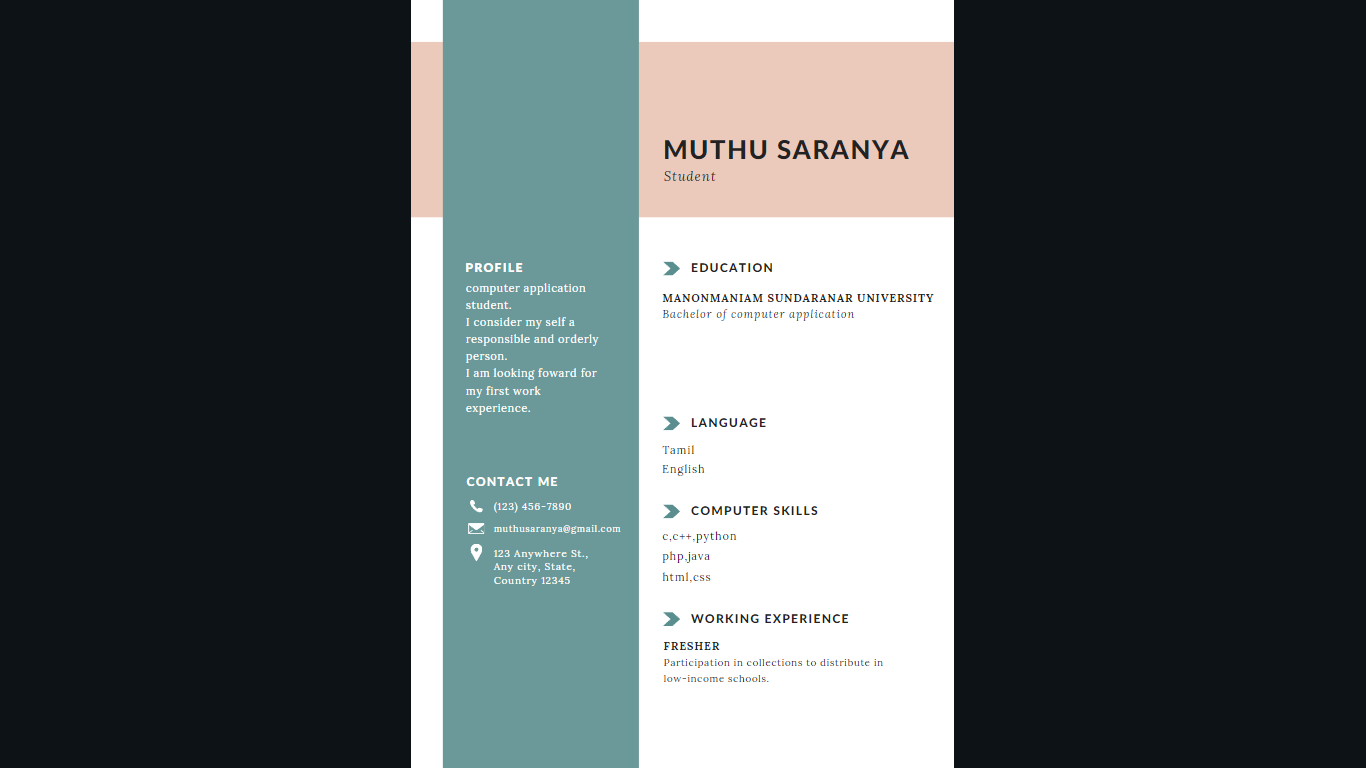 MUTHU SARANYA
Student
PROFILE
computer application
student.
I consider my self a
responsible and orderly
person.
I am looking foward for
my first work
experience.
CONTACT ME
(123) 456-7890
muthusaranya@gmail.com
123 Anywhere St.,
Any city, State,
Country 12345
EDUCATION
MANONMANIAM SUNDARANAR UNIVERSITY
Bachelor of computer application
LANGUAGE
Tamil
English
COMPUTER SKILLS
c,c++,python
php,java
html,css
WORKING EXPERIENCE
FRESHER
Participation in collections to distribute in
low-income schools.